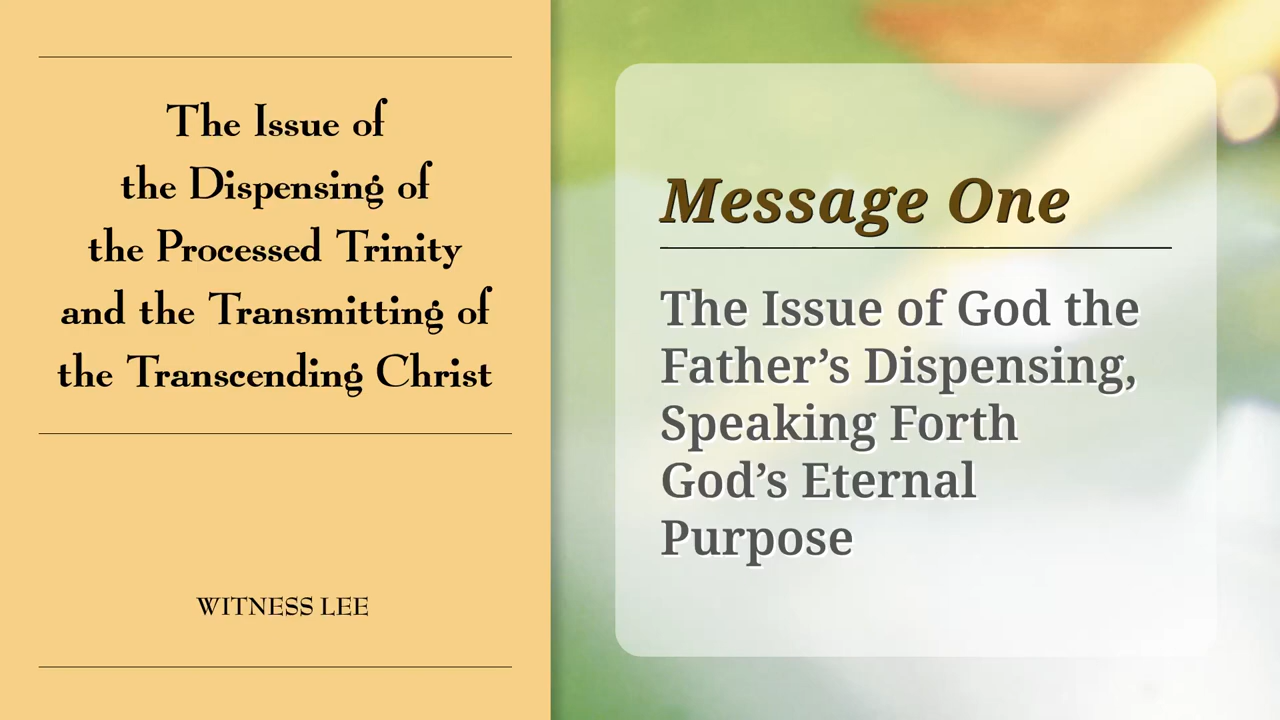 The Issue of
the Dispensing of
the Processed Trinity
and the Transmitting of
the Transcending Christ
WITNESS LEE
Message One
The Issue of God the
Father’s Dispensing,
Speaking Forth
God’s Eternal
Purpose